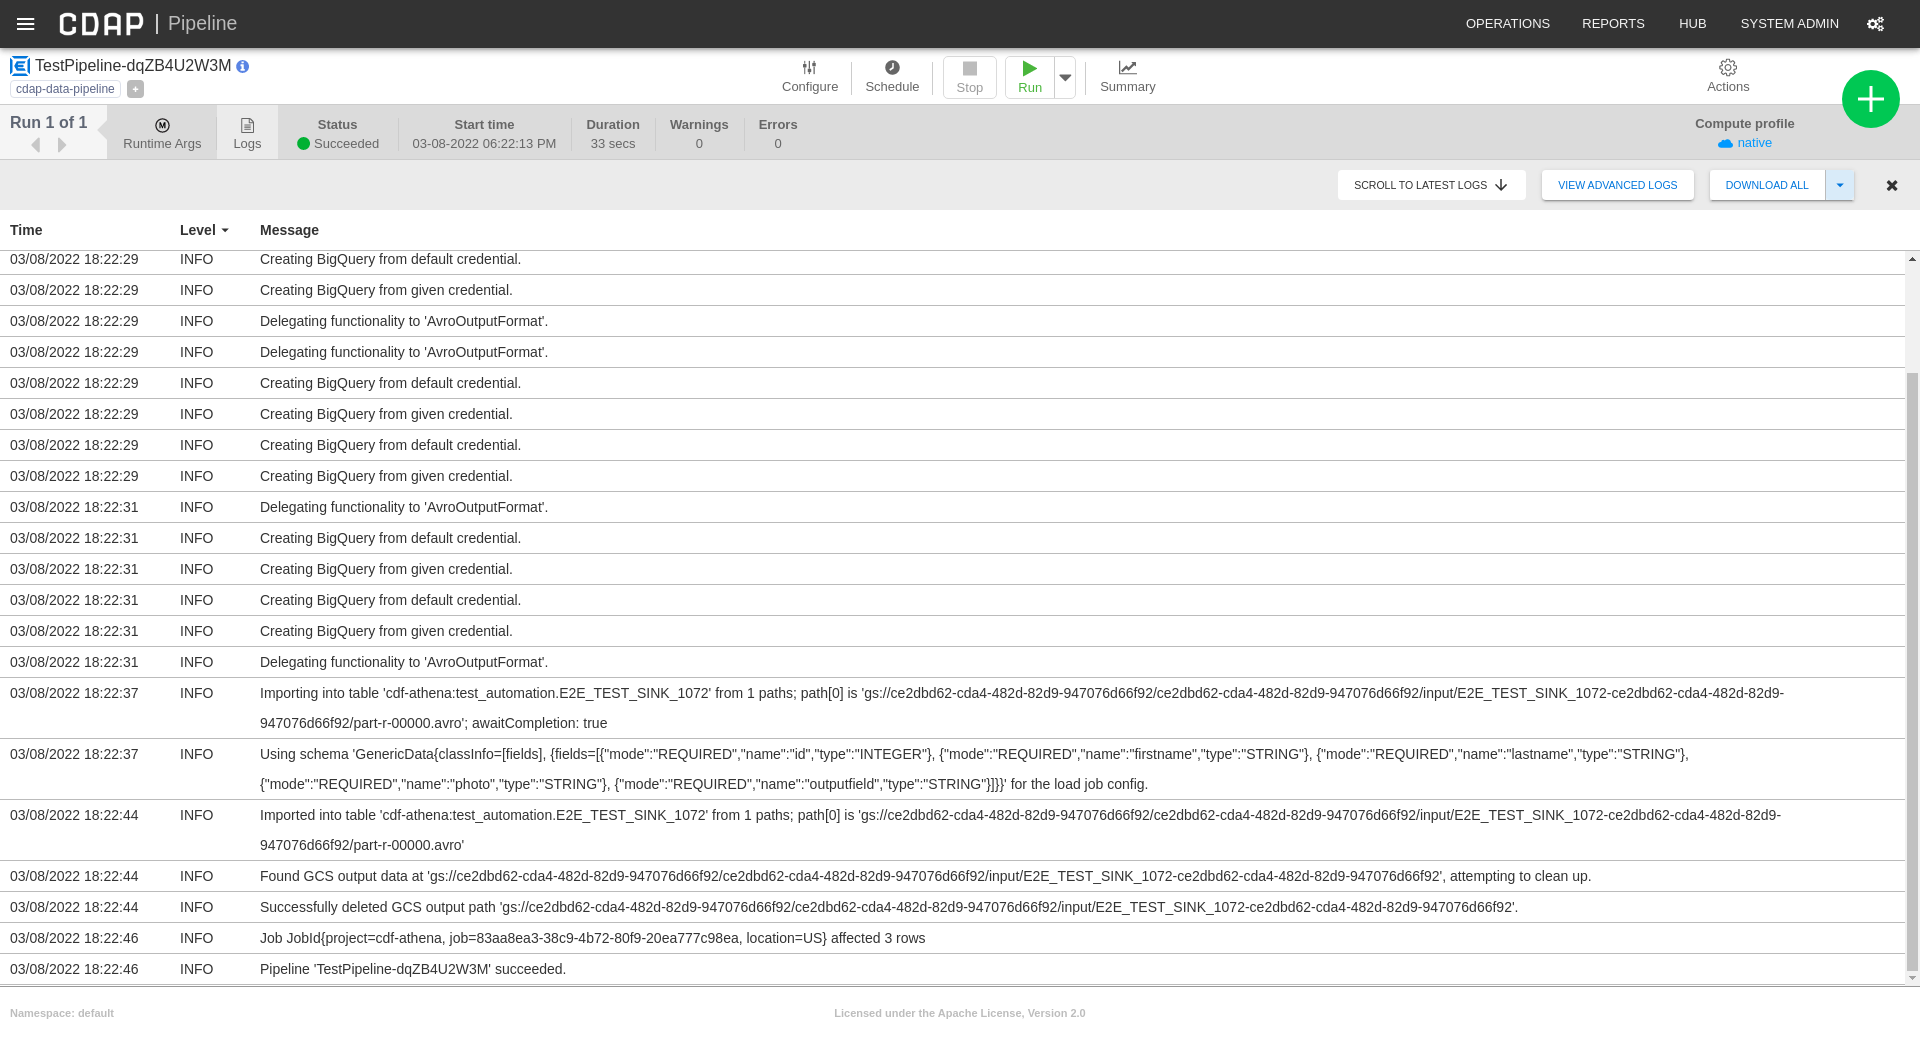 CDAP | Pipeline OPERATIONS REPORTS HUB SYSTEM ADMIN
TestPipeline-dqZB4U2W3M
cdap-data-pipeline +
Configure Schedule Stop Run Summary Actions
Run 1 of 1
Runtime Args Logs
Status Start time Duration Warnings Errors Compute profile
Succeeded 03-08-2022 06:22:13 PM 33 secs 0 0 native
SCROLL TO LATEST LOGS VIEW ADVANCED LOGS DOWNLOAD ALL
Time Level Message
03/08/2022 18:22:29 INFO Creating BigQuery from default credential.
03/08/2022 18:22:29 INFO Creating BigQuery from given credential.
03/08/2022 18:22:29 INFO Delegating functionality to 'AvroOutputFormat'.
03/08/2022 18:22:29 INFO Delegating functionality to 'AvroOutputFormat'.
03/08/2022 18:22:29 INFO Creating BigQuery from default credential.
03/08/2022 18:22:29 INFO Creating BigQuery from given credential.
03/08/2022 18:22:29 INFO Creating BigQuery from default credential.
03/08/2022 18:22:29 INFO Creating BigQuery from given credential.
03/08/2022 18:22:31 INFO Delegating functionality to 'AvroOutputFormat'.
03/08/2022 18:22:31 INFO Creating BigQuery from default credential.
03/08/2022 18:22:31 INFO Creating BigQuery from given credential.
03/08/2022 18:22:31 INFO Creating BigQuery from default credential.
03/08/2022 18:22:31 INFO Creating BigQuery from given credential.
03/08/2022 18:22:31 INFO Delegating functionality to 'AvroOutputFormat'.
03/08/2022 18:22:37 INFO Importing into table 'cdf-athena:test_automation.E2E_TEST_SINK_1072' from 1 paths; path[0] is 'gs://ce2dbd62-cda4-482d-82d9-947076d66f92/ce2dbd62-cda4-482d-82d9-947076d66f92/input/E2E_TEST_SINK_1072-ce2dbd62-cda4-482d-82d9-
947076d66f92/part-r-00000.avro'; awaitCompletion: true
03/08/2022 18:22:37 INFO Using schema 'GenericData{classInfo=[fields], {fields=[{"mode":"REQUIRED","name":"id","type":"INTEGER"}, {"mode":"REQUIRED","name":"firstname","type":"STRING"}, {"mode":"REQUIRED","name":"lastname","type":"STRING"},
{"mode":"REQUIRED","name":"photo","type":"STRING"}, {"mode":"REQUIRED","name":"outputfield","type":"STRING"}]}}' for the load job config.
03/08/2022 18:22:44 INFO Imported into table 'cdf-athena:test_automation.E2E_TEST_SINK_1072' from 1 paths; path[0] is 'gs://ce2dbd62-cda4-482d-82d9-947076d66f92/ce2dbd62-cda4-482d-82d9-947076d66f92/input/E2E_TEST_SINK_1072-ce2dbd62-cda4-482d-82d9-
947076d66f92/part-r-00000.avro'
03/08/2022 18:22:44 INFO Found GCS output data at 'gs://ce2dbd62-cda4-482d-82d9-947076d66f92/ce2dbd62-cda4-482d-82d9-947076d66f92/input/E2E_TEST_SINK_1072-ce2dbd62-cda4-482d-82d9-947076d66f92', attempting to clean up.
03/08/2022 18:22:44 INFO Successfully deleted GCS output path 'gs://ce2dbd62-cda4-482d-82d9-947076d66f92/ce2dbd62-cda4-482d-82d9-947076d66f92/input/E2E_TEST_SINK_1072-ce2dbd62-cda4-482d-82d9-947076d66f92'.
03/08/2022 18:22:46 INFO Job JobId{project=cdf-athena, job=83aa8ea3-38c9-4b72-80f9-20ea777c98ea, location=US} affected 3 rows
03/08/2022 18:22:46 INFO Pipeline 'TestPipeline-dqZB4U2W3M' succeeded.
Namespace: default Licensed under the Apache License, Version 2.0